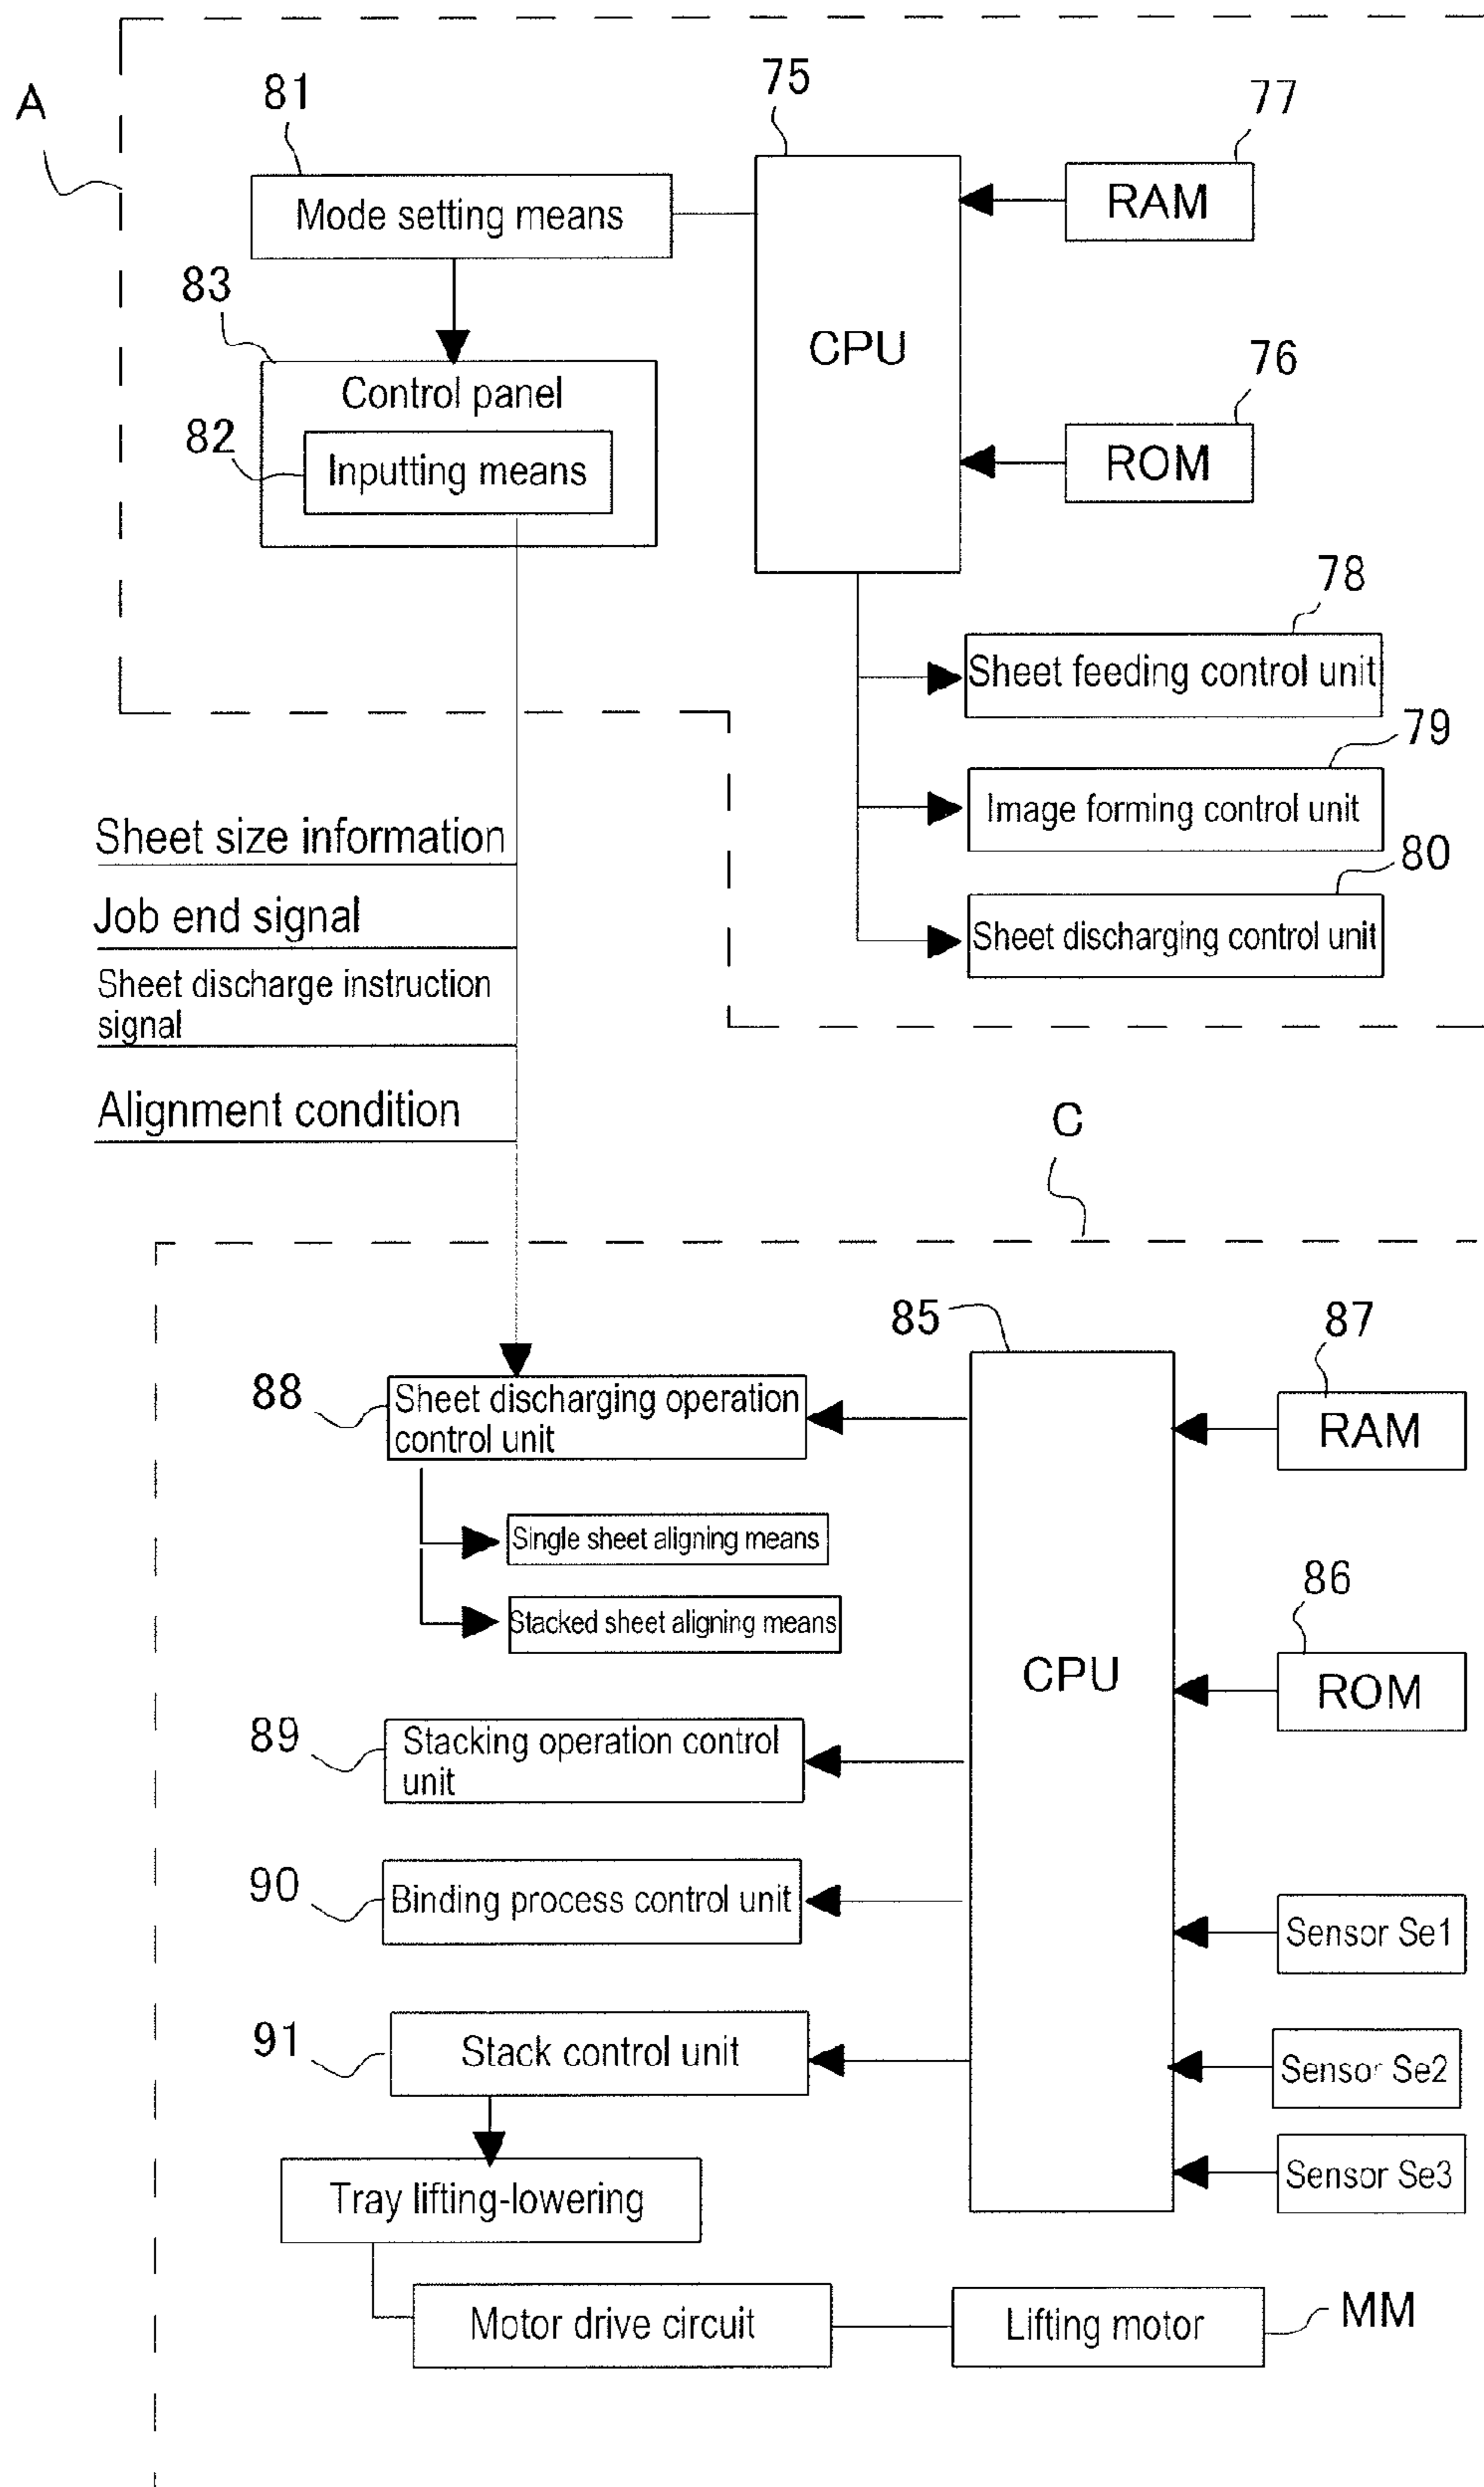 A
81
75
77
Mode setting means
RAM
83
CPU
Control panel
82
Inputting means
76
ROM
78
Sheet feeding control unit
79
Image forming control unit
80
Sheet discharging control unit
Sheet size information
Job end signal
Sheet discharge instruction
signal
Alignment condition
C
85
87
88
Sheet discharging operation
control unit
RAM
Single sheet aligning means
Stacked sheet aligning means
86
CPU
ROM
89
Stacking operation control
unit
90
Binding process control unit
Sensor Se1
91
Stack control unit
Sensor Se2
Sensor Se3
Tray lifting-lowering
Motor drive circuit
Lifting motor
MM